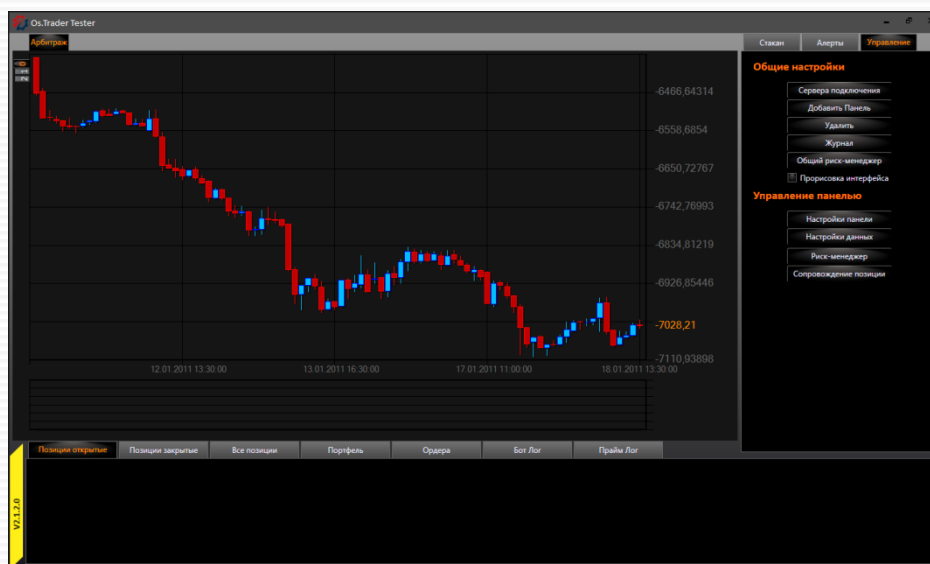 Os.Trader Tester
Арбитраж
Стакан
Алерты
Управление
Общие настройки
Сервера подключения
Добавить Панель
Удалить
Журнал
Общий риск-менеджер
Прорисовка интерфейса
Управление панелью
Настройки панели
Настройки данных
Риск-менеджер
Сопровождение позиции
-6466,64314
-6558,6854
-6650,72767
-6742,76993
-6834,81219
-6926,85446
-7028,21
-7110,93898
12.01.2011 13:30:00
13.01.2011 16:30:00
17.01.2011 11:00:00
18.01.2011 13:30:00
Позиции открытые
Позиции закрытые
Все позиции
Портфель
Ордера
Бот Лог
Прайм Лог
V2.1.2.0